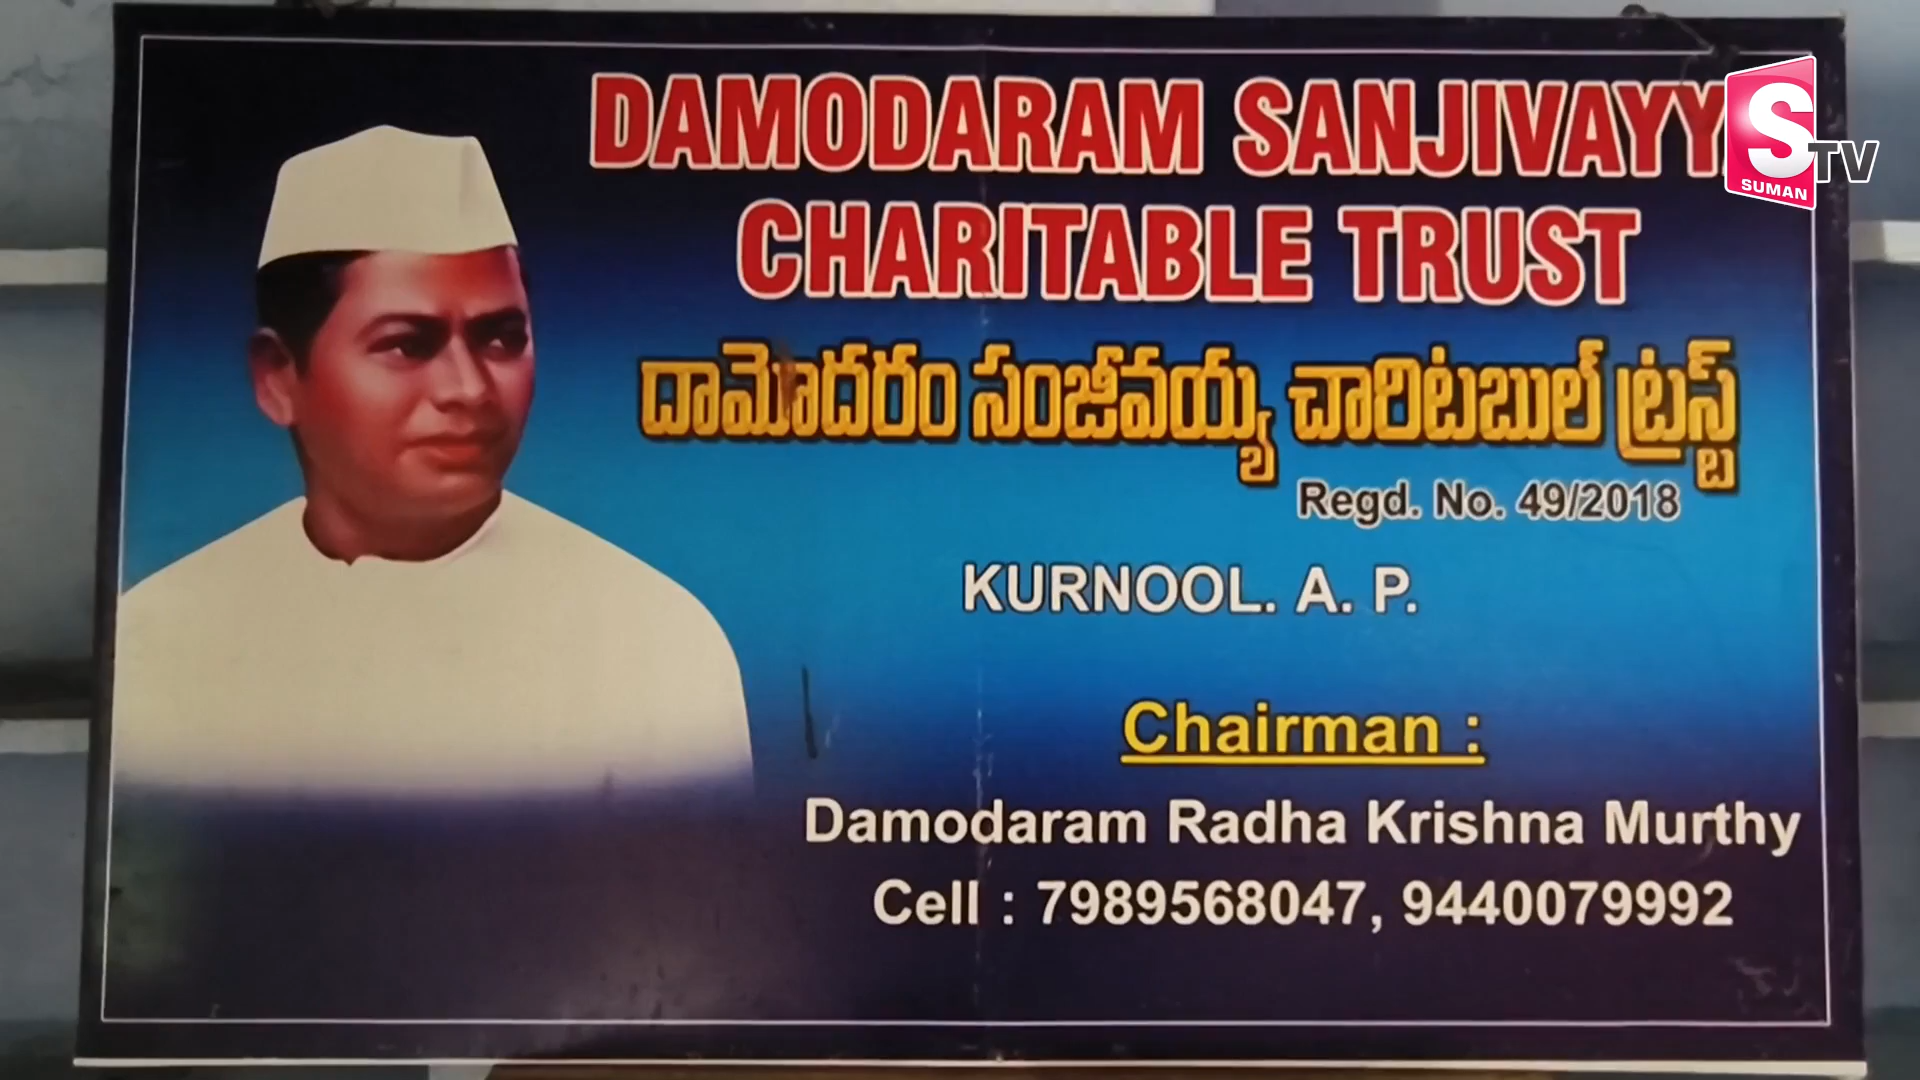 DAMODARAM SANJIVAYY
CHARITABLE TRUST
దామోదరం సంజీవయ్య చారిటబుల్ ట్రస్ట్
Regd. No. 49/2018
KURNOOL. A. P.
Chairman :
Damodaram Radha Krishna Murthy
Cell : 7989568047, 9440079992
S TV
SUMAN